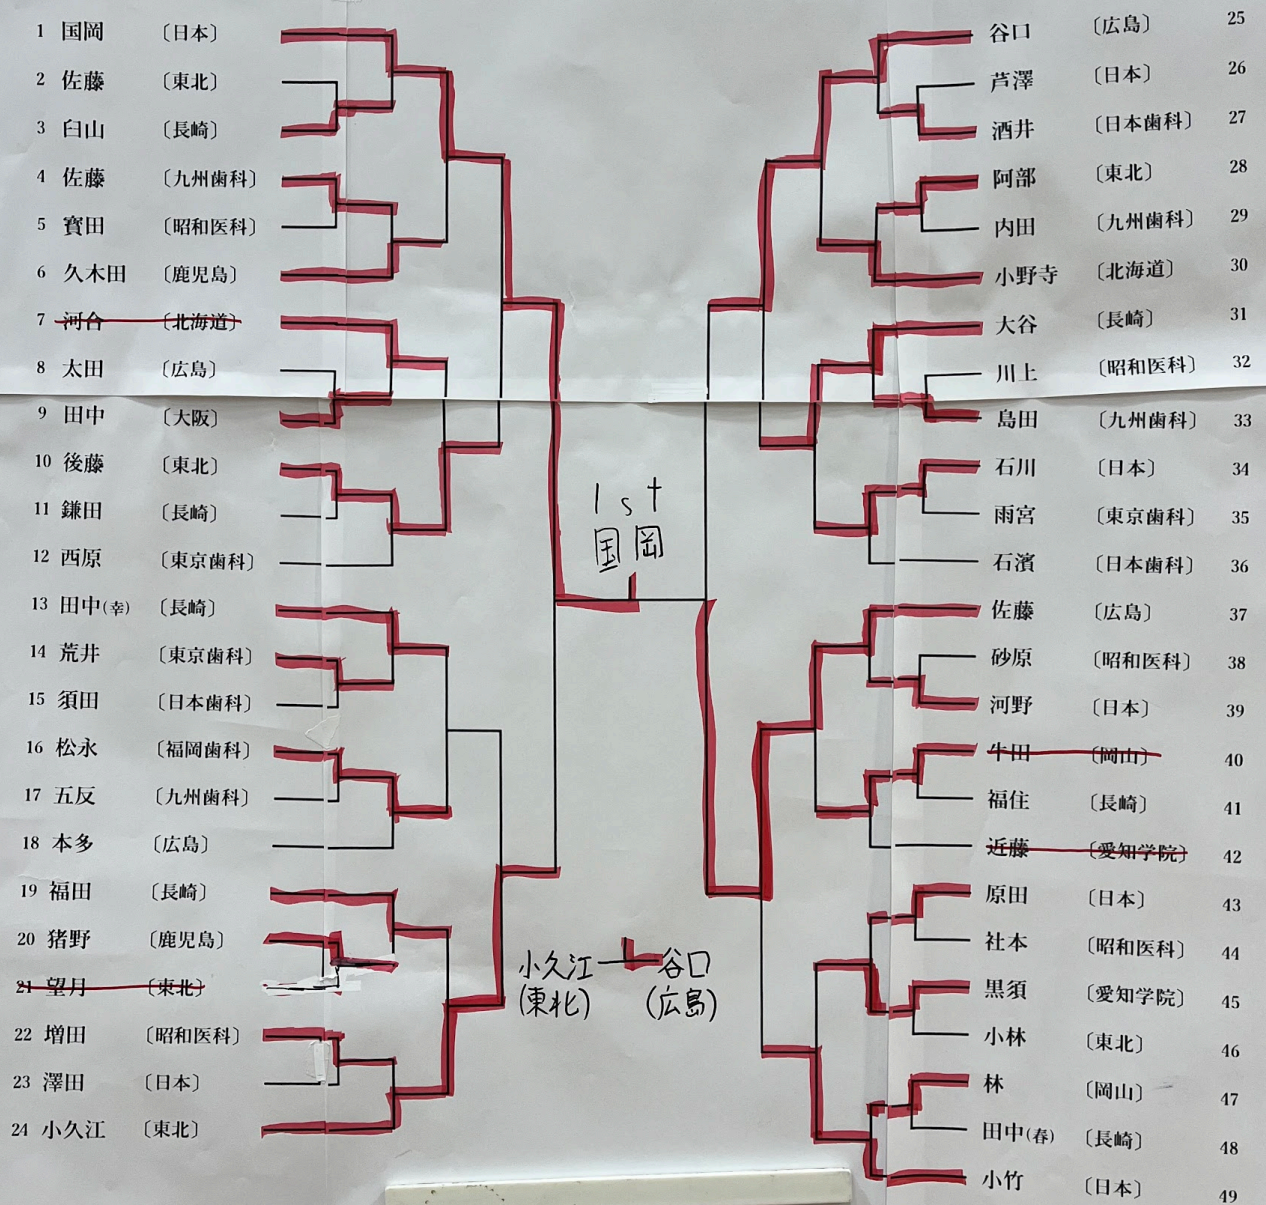 1 国岡 〔日本〕
2 佐藤 〔東北〕
3 臼山 〔長崎〕
4 佐藤 〔九州歯科〕
5 寳田 〔昭和医科〕
6 久木田 〔鹿児島〕
7 河合 〔北海道〕
8 太田 〔広島〕
9 田中 〔大阪〕
10 後藤 〔東北〕
11 鎌田 〔長崎〕
12 西原 〔東京歯科〕
13 田中(幸) 〔長崎〕
14 荒井 〔東京歯科〕
15 須田 〔日本歯科〕
16 松永 〔福岡歯科〕
17 五反 〔九州歯科〕
18 本多 〔広島〕
19 福田 〔長崎〕
20 猪野 〔鹿児島〕
21 望月 〔東北〕
22 増田 〔昭和医科〕
23 澤田 〔日本〕
24 小久江 〔東北〕
1st
国岡
小久江 谷口
(東北) (広島)
谷口 〔広島〕 25
芦澤 〔日本〕 26
酒井 〔日本歯科〕 27
阿部 〔東北〕 28
内田 〔九州歯科〕 29
小野寺 〔北海道〕 30
大谷 〔長崎〕 31
川上 〔昭和医科〕 32
島田 〔九州歯科〕 33
石川 〔日本〕 34
雨宮 〔東京歯科〕 35
石濱 〔日本歯科〕 36
佐藤 〔広島〕 37
砂原 〔昭和医科〕 38
河野 〔日本〕 39
牛田 〔岡山〕 40
福住 〔長崎〕 41
近藤 〔愛知学院〕 42
原田 〔日本〕 43
社本 〔昭和医科〕 44
黒須 〔愛知学院〕 45
小林 〔東北〕 46
林 〔岡山〕 47
田中(春) 〔長崎〕 48
小竹 〔日本〕 49